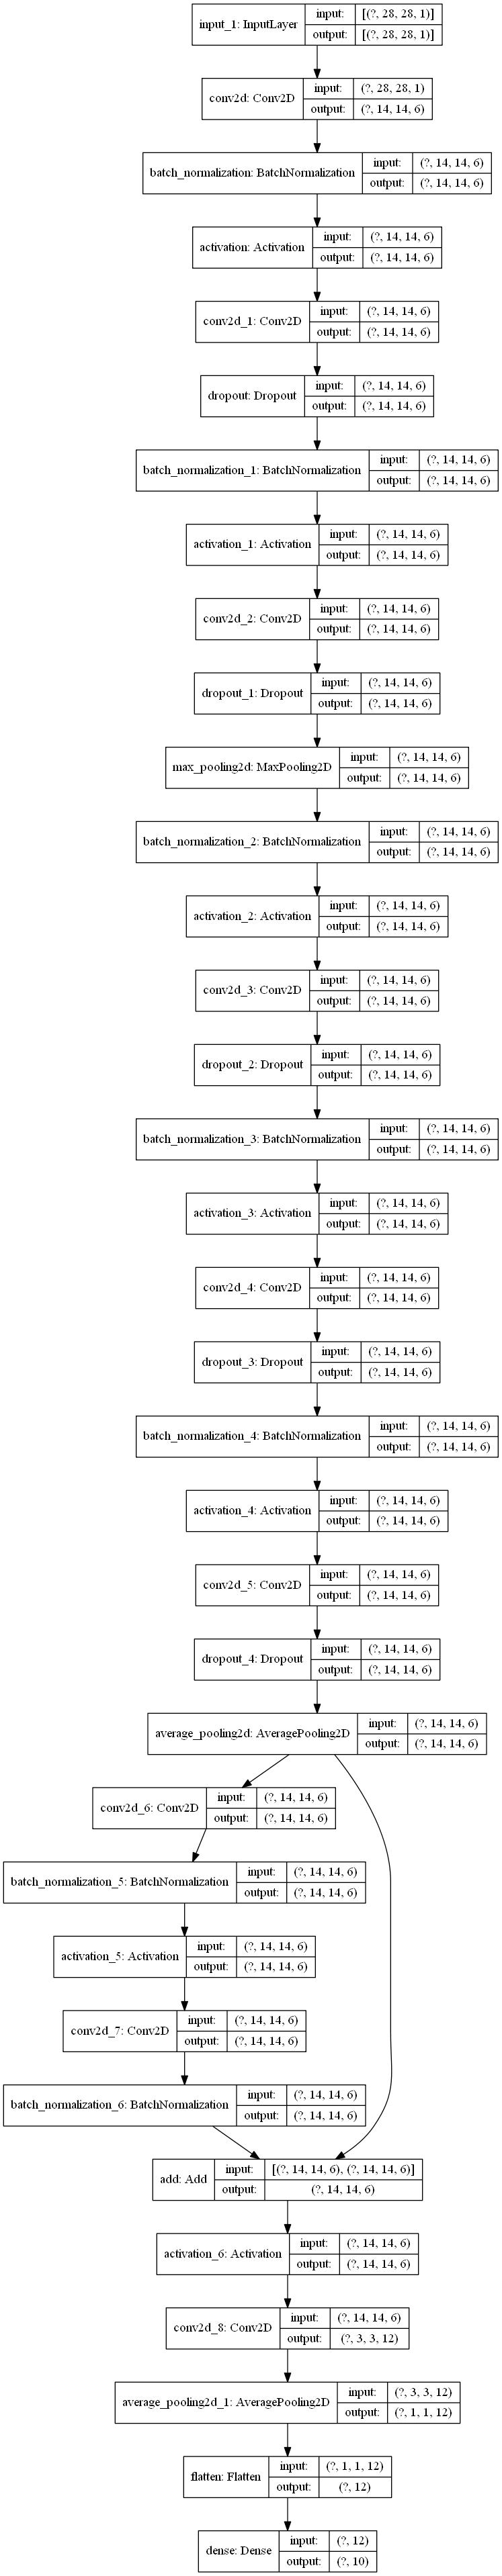 input_1: InputLayer
input: [(?, 28, 28, 1)]
output: [(?, 28, 28, 1)]
conv2d: Conv2D
input: (?, 28, 28, 1)
output: (?, 14, 14, 6)
batch_normalization: BatchNormalization
input: (?, 14, 14, 6)
output: (?, 14, 14, 6)
activation: Activation
input: (?, 14, 14, 6)
output: (?, 14, 14, 6)
conv2d_1: Conv2D
input: (?, 14, 14, 6)
output: (?, 14, 14, 6)
dropout: Dropout
input: (?, 14, 14, 6)
output: (?, 14, 14, 6)
batch_normalization_1: BatchNormalization
input: (?, 14, 14, 6)
output: (?, 14, 14, 6)
activation_1: Activation
input: (?, 14, 14, 6)
output: (?, 14, 14, 6)
conv2d_2: Conv2D
input: (?, 14, 14, 6)
output: (?, 14, 14, 6)
dropout_1: Dropout
input: (?, 14, 14, 6)
output: (?, 14, 14, 6)
max_pooling2d: MaxPooling2D
input: (?, 14, 14, 6)
output: (?, 14, 14, 6)
batch_normalization_2: BatchNormalization
input: (?, 14, 14, 6)
output: (?, 14, 14, 6)
activation_2: Activation
input: (?, 14, 14, 6)
output: (?, 14, 14, 6)
conv2d_3: Conv2D
input: (?, 14, 14, 6)
output: (?, 14, 14, 6)
dropout_2: Dropout
input: (?, 14, 14, 6)
output: (?, 14, 14, 6)
batch_normalization_3: BatchNormalization
input: (?, 14, 14, 6)
output: (?, 14, 14, 6)
activation_3: Activation
input: (?, 14, 14, 6)
output: (?, 14, 14, 6)
conv2d_4: Conv2D
input: (?, 14, 14, 6)
output: (?, 14, 14, 6)
dropout_3: Dropout
input: (?, 14, 14, 6)
output: (?, 14, 14, 6)
batch_normalization_4: BatchNormalization
input: (?, 14, 14, 6)
output: (?, 14, 14, 6)
activation_4: Activation
input: (?, 14, 14, 6)
output: (?, 14, 14, 6)
conv2d_5: Conv2D
input: (?, 14, 14, 6)
output: (?, 14, 14, 6)
dropout_4: Dropout
input: (?, 14, 14, 6)
output: (?, 14, 14, 6)
average_pooling2d: AveragePooling2D
input: (?, 14, 14, 6)
output: (?, 14, 14, 6)
conv2d_6: Conv2D
input: (?, 14, 14, 6)
output: (?, 14, 14, 6)
batch_normalization_5: BatchNormalization
input: (?, 14, 14, 6)
output: (?, 14, 14, 6)
activation_5: Activation
input: (?, 14, 14, 6)
output: (?, 14, 14, 6)
conv2d_7: Conv2D
input: (?, 14, 14, 6)
output: (?, 14, 14, 6)
batch_normalization_6: BatchNormalization
input: (?, 14, 14, 6)
output: (?, 14, 14, 6)
add: Add
input: [(?, 14, 14, 6), (?, 14, 14, 6)]
output: (?, 14, 14, 6)
activation_6: Activation
input: (?, 14, 14, 6)
output: (?, 14, 14, 6)
conv2d_8: Conv2D
input: (?, 14, 14, 6)
output: (?, 3, 3, 12)
average_pooling2d_1: AveragePooling2D
input: (?, 3, 3, 12)
output: (?, 1, 1, 12)
flatten: Flatten
input: (?, 1, 1, 12)
output: (?, 12)
dense: Dense
input: (?, 12)
output: (?, 10)